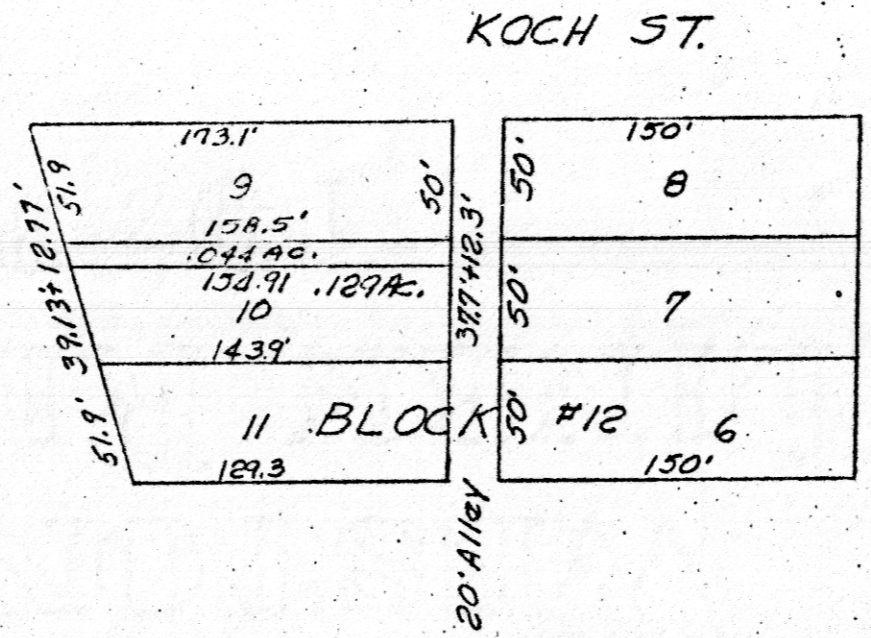 KOCH ST.
173.1'
150'
51.9
9
50'
50'
8
158.5'
.044 AC.
39.13 + 12.77'
154.91 .129 Ac.
37.7' + 12.3'
50'
7
10
143.9'
51.9'
11
BLOCK #12
50'
6
129.3
150'
20' Alley